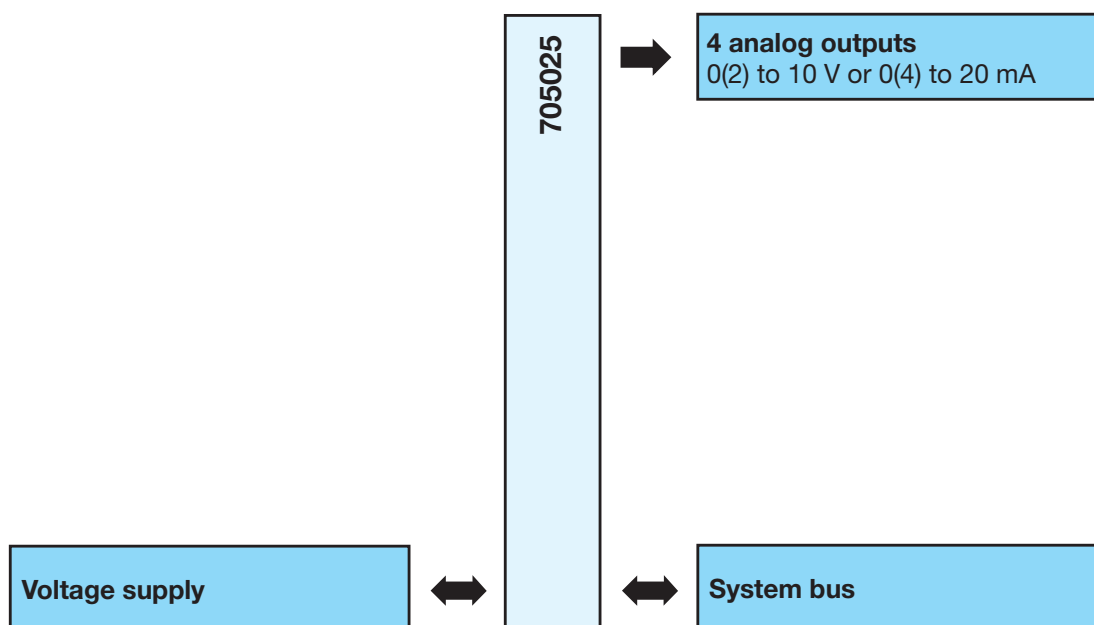 705025
4 analog outputs
0(2) to 10 V or 0(4) to 20 mA
Voltage supply
System bus